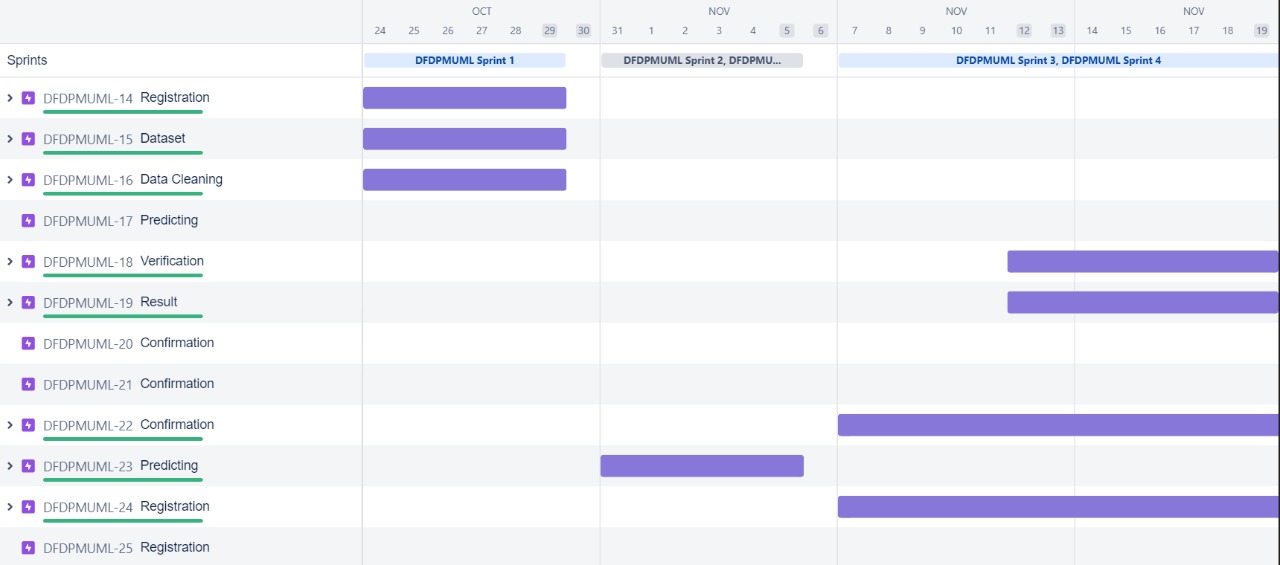 OCT NOV NOV NOV
24 25 26 27 28 29 30 31 1 2 3 4 5 6 7 8 9 10 11 12 13 14 15 16 17 18 19
Sprints DFDPMUML Sprint 1 DFDPMUML Sprint 2, DFDPMU... DFDPMUML Sprint 3, DFDPMUML Sprint 4
DFDPMUML-14 Registration
DFDPMUML-15 Dataset
DFDPMUML-16 Data Cleaning
DFDPMUML-17 Predicting
DFDPMUML-18 Verification
DFDPMUML-19 Result
DFDPMUML-20 Confirmation
DFDPMUML-21 Confirmation
DFDPMUML-22 Confirmation
DFDPMUML-23 Predicting
DFDPMUML-24 Registration
DFDPMUML-25 Registration